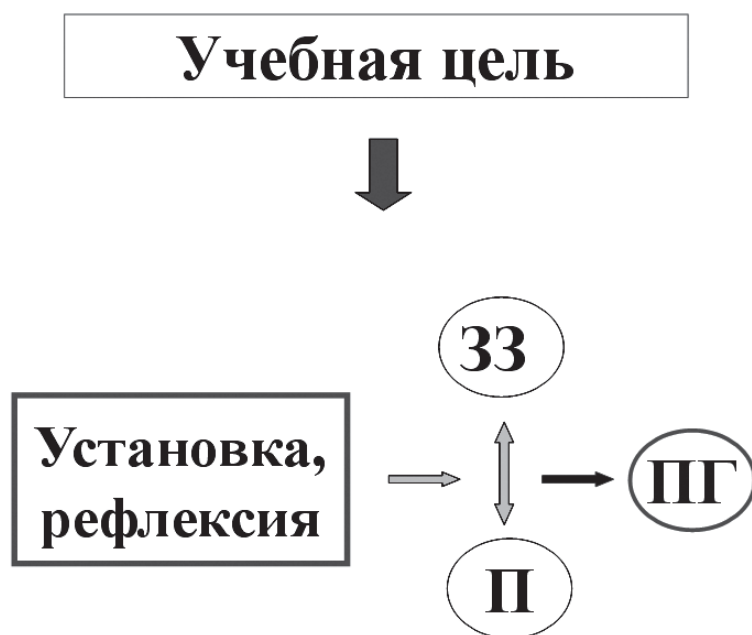 Учебная цель
ЗЗ
Установка,
рефлексия
ПГ
П